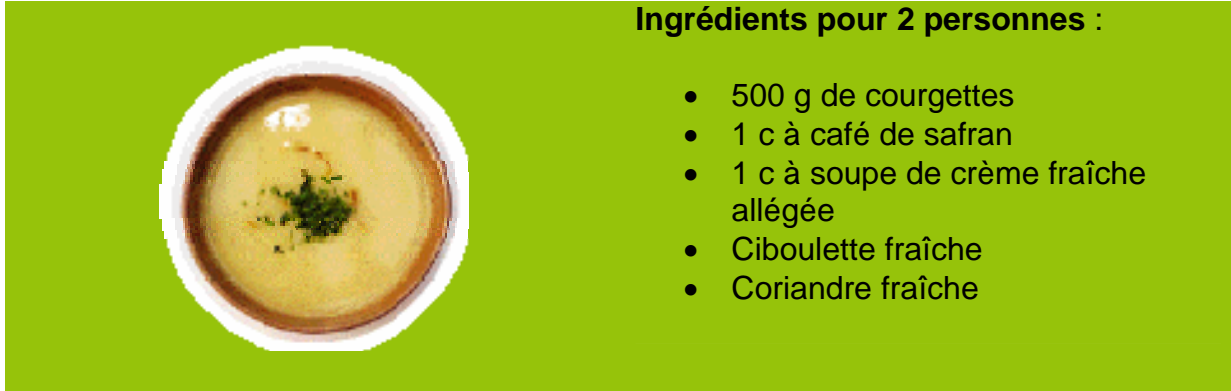 Ingrédients pour 2 personnes :
• 500 g de courgettes
• 1 c à café de safran
• 1 c à soupe de crème fraîche
allégée
• Ciboulette fraîche
• Coriandre fraîche